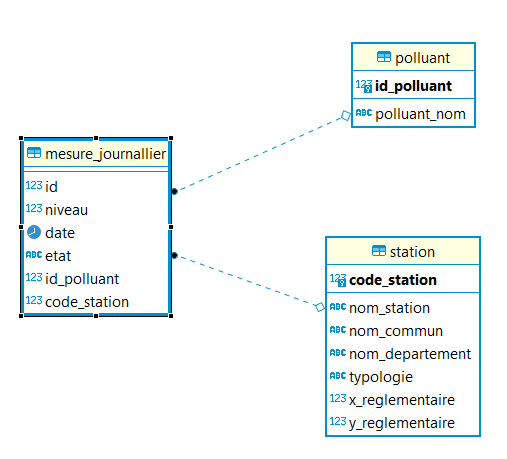 polluant
123 id_polluant
ABC polluant_nom
mesure_journallier
123 id
123 niveau
date
ABC etat
123 id_polluant
123 code_station
station
123 code_station
ABC nom_station
ABC nom_commun
ABC nom_departement
ABC typologie
123 x_reglementaire
123 y_reglementaire